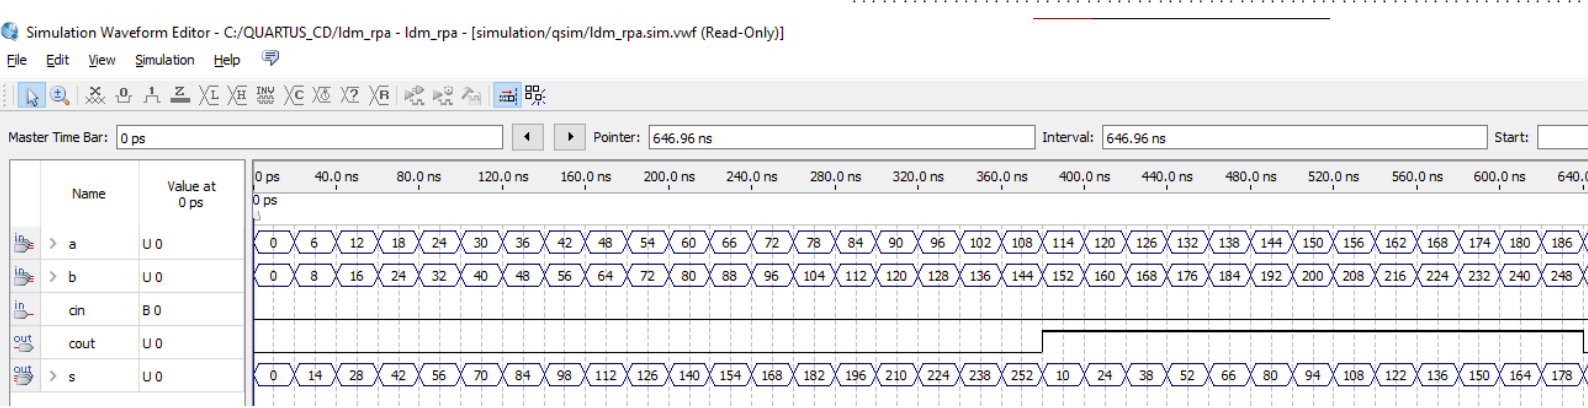 Simulation Waveform Editor - C:/QUARTUS_CD/ldm_rpa - ldm_rpa - [simulation/qsim/ldm_rpa.sim.vwf (Read-Only)]
File Edit View Simulation Help
Master Time Bar: 0 ps Pointer: 646.96 ns Interval: 646.96 ns Start:
Name Value at 0 ps
0 ps 40.0 ns 80.0 ns 120.0 ns 160.0 ns 200.0 ns 240.0 ns 280.0 ns 320.0 ns 360.0 ns 400.0 ns 440.0 ns 480.0 ns 520.0 ns 560.0 ns 600.0 ns 640.0
0 ps
in a U 0 0 6 12 18 24 30 36 42 48 54 60 66 72 78 84 90 96 102 108 114 120 126 132 138 144 150 156 162 168 174 180 186
in b U 0 0 8 16 24 32 40 48 56 64 72 80 88 96 104 112 120 128 136 144 152 160 168 176 184 192 200 208 216 224 232 240 248
in cin B 0
out cout U 0
out s U 0 0 14 28 42 56 70 84 98 112 126 140 154 168 182 196 210 224 238 252 10 24 38 52 66 80 94 108 122 136 150 164 178